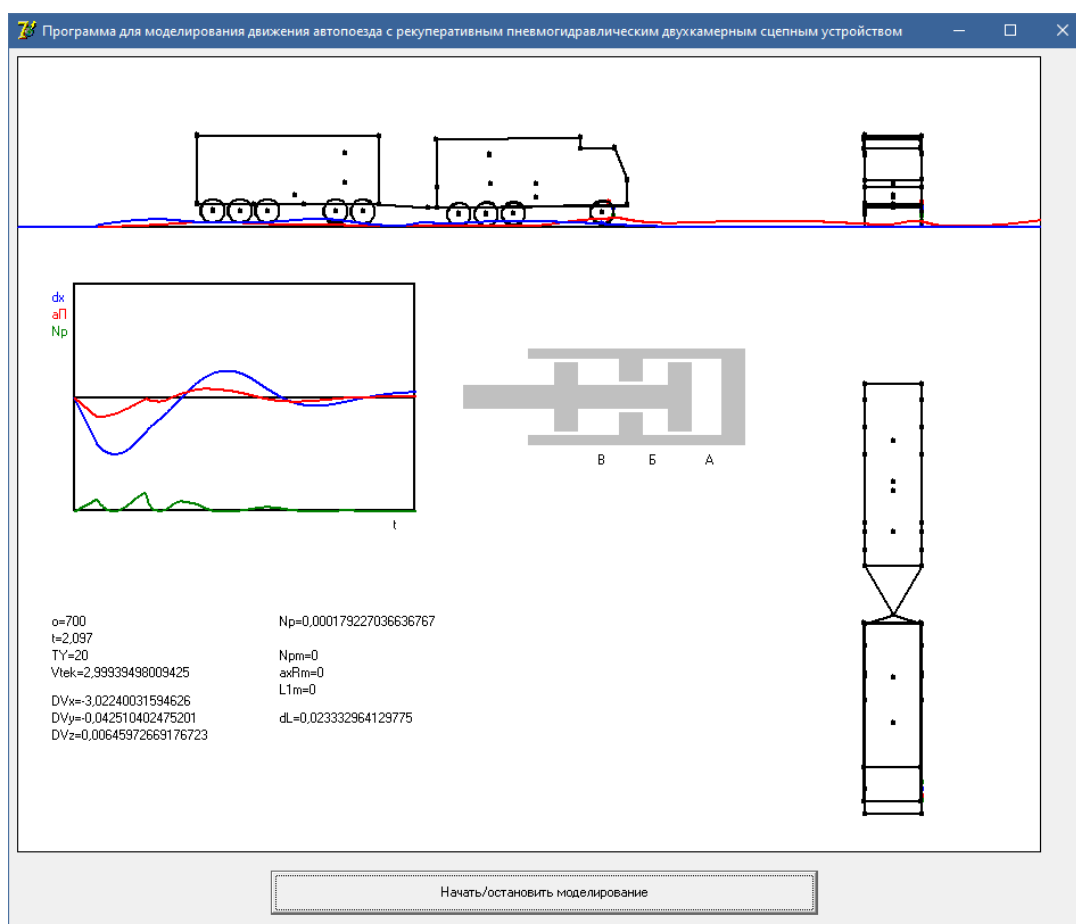 Программа для моделирования движения автопоезда с рекуперативным пневмогидравлическим двухкамерным сцепным устройством
dx
аП
Np
В Б А
t
o=700
t=2,097
TY=20
Vtek=2,99939498009425
DVx=-3,02240031594626
DVy=-0,042510402475201
DVz=0,00645972669176723
Np=0,000179227036636767
Npm=0
axRm=0
L1m=0
dL=0,023332964129775
Начать/остановить моделирование